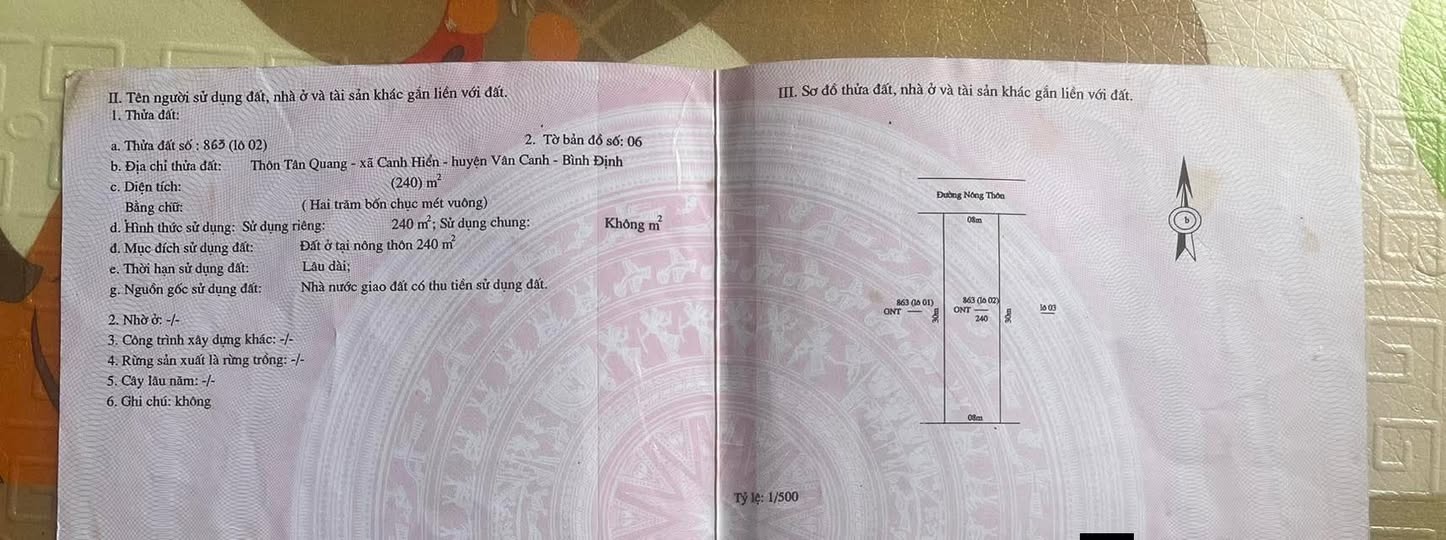 II. Tên người sử dụng đất, nhà ở và tài sản khác gắn liền với đất.
1. Thửa đất:
a. Thửa đất số : 863 (lô 02) 2. Tờ bản đồ số: 06
b. Địa chỉ thửa đất: Thôn Tân Quang - xã Canh Hiển - huyện Vân Canh - Bình Định
c. Diện tích: (240) m²
Bằng chữ: ( Hai trăm bốn chục mét vuông)
d. Hình thức sử dụng: Sử dụng riêng: 240 m²; Sử dụng chung: Không m²
đ. Mục đích sử dụng đất: Đất ở tại nông thôn 240 m²
e. Thời hạn sử dụng đất: Lâu dài;
g. Nguồn gốc sử dụng đất: Nhà nước giao đất có thu tiền sử dụng đất.
2. Nhờ ở: -/-
3. Công trình xây dựng khác: -/-
4. Rừng sản xuất là rừng trồng: -/-
5. Cây lâu năm: -/-
6. Ghi chú: không
III. Sơ đồ thửa đất, nhà ở và tài sản khác gắn liền với đất.
Đường Nông Thôn
08m
b
863 (lô 01)
ONT
30m
863 (lô 02)
ONT
240
30m
lô 03
08m
Tỷ lệ: 1/500